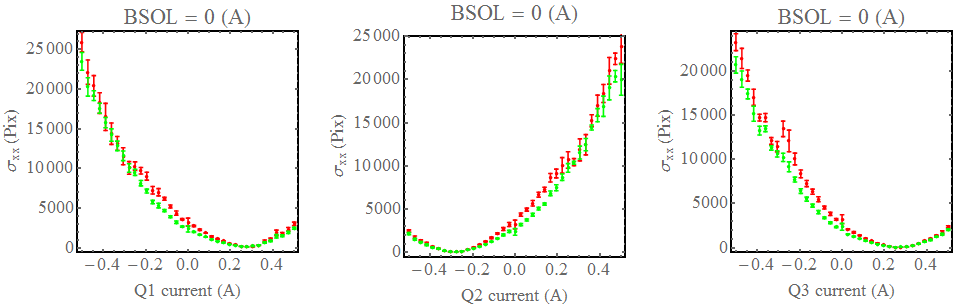 BSOL = 0 (A)
25000
20000
15000
10000
5000
0
σxx (Pix)
−0.4 −0.2 0.0 0.2 0.4
Q1 current (A)
BSOL = 0 (A)
25000
20000
15000
10000
5000
0
σxx (Pix)
−0.4 −0.2 0.0 0.2 0.4
Q2 current (A)
BSOL = 0 (A)
20000
15000
10000
5000
0
σxx (Pix)
−0.4 −0.2 0.0 0.2 0.4
Q3 current (A)